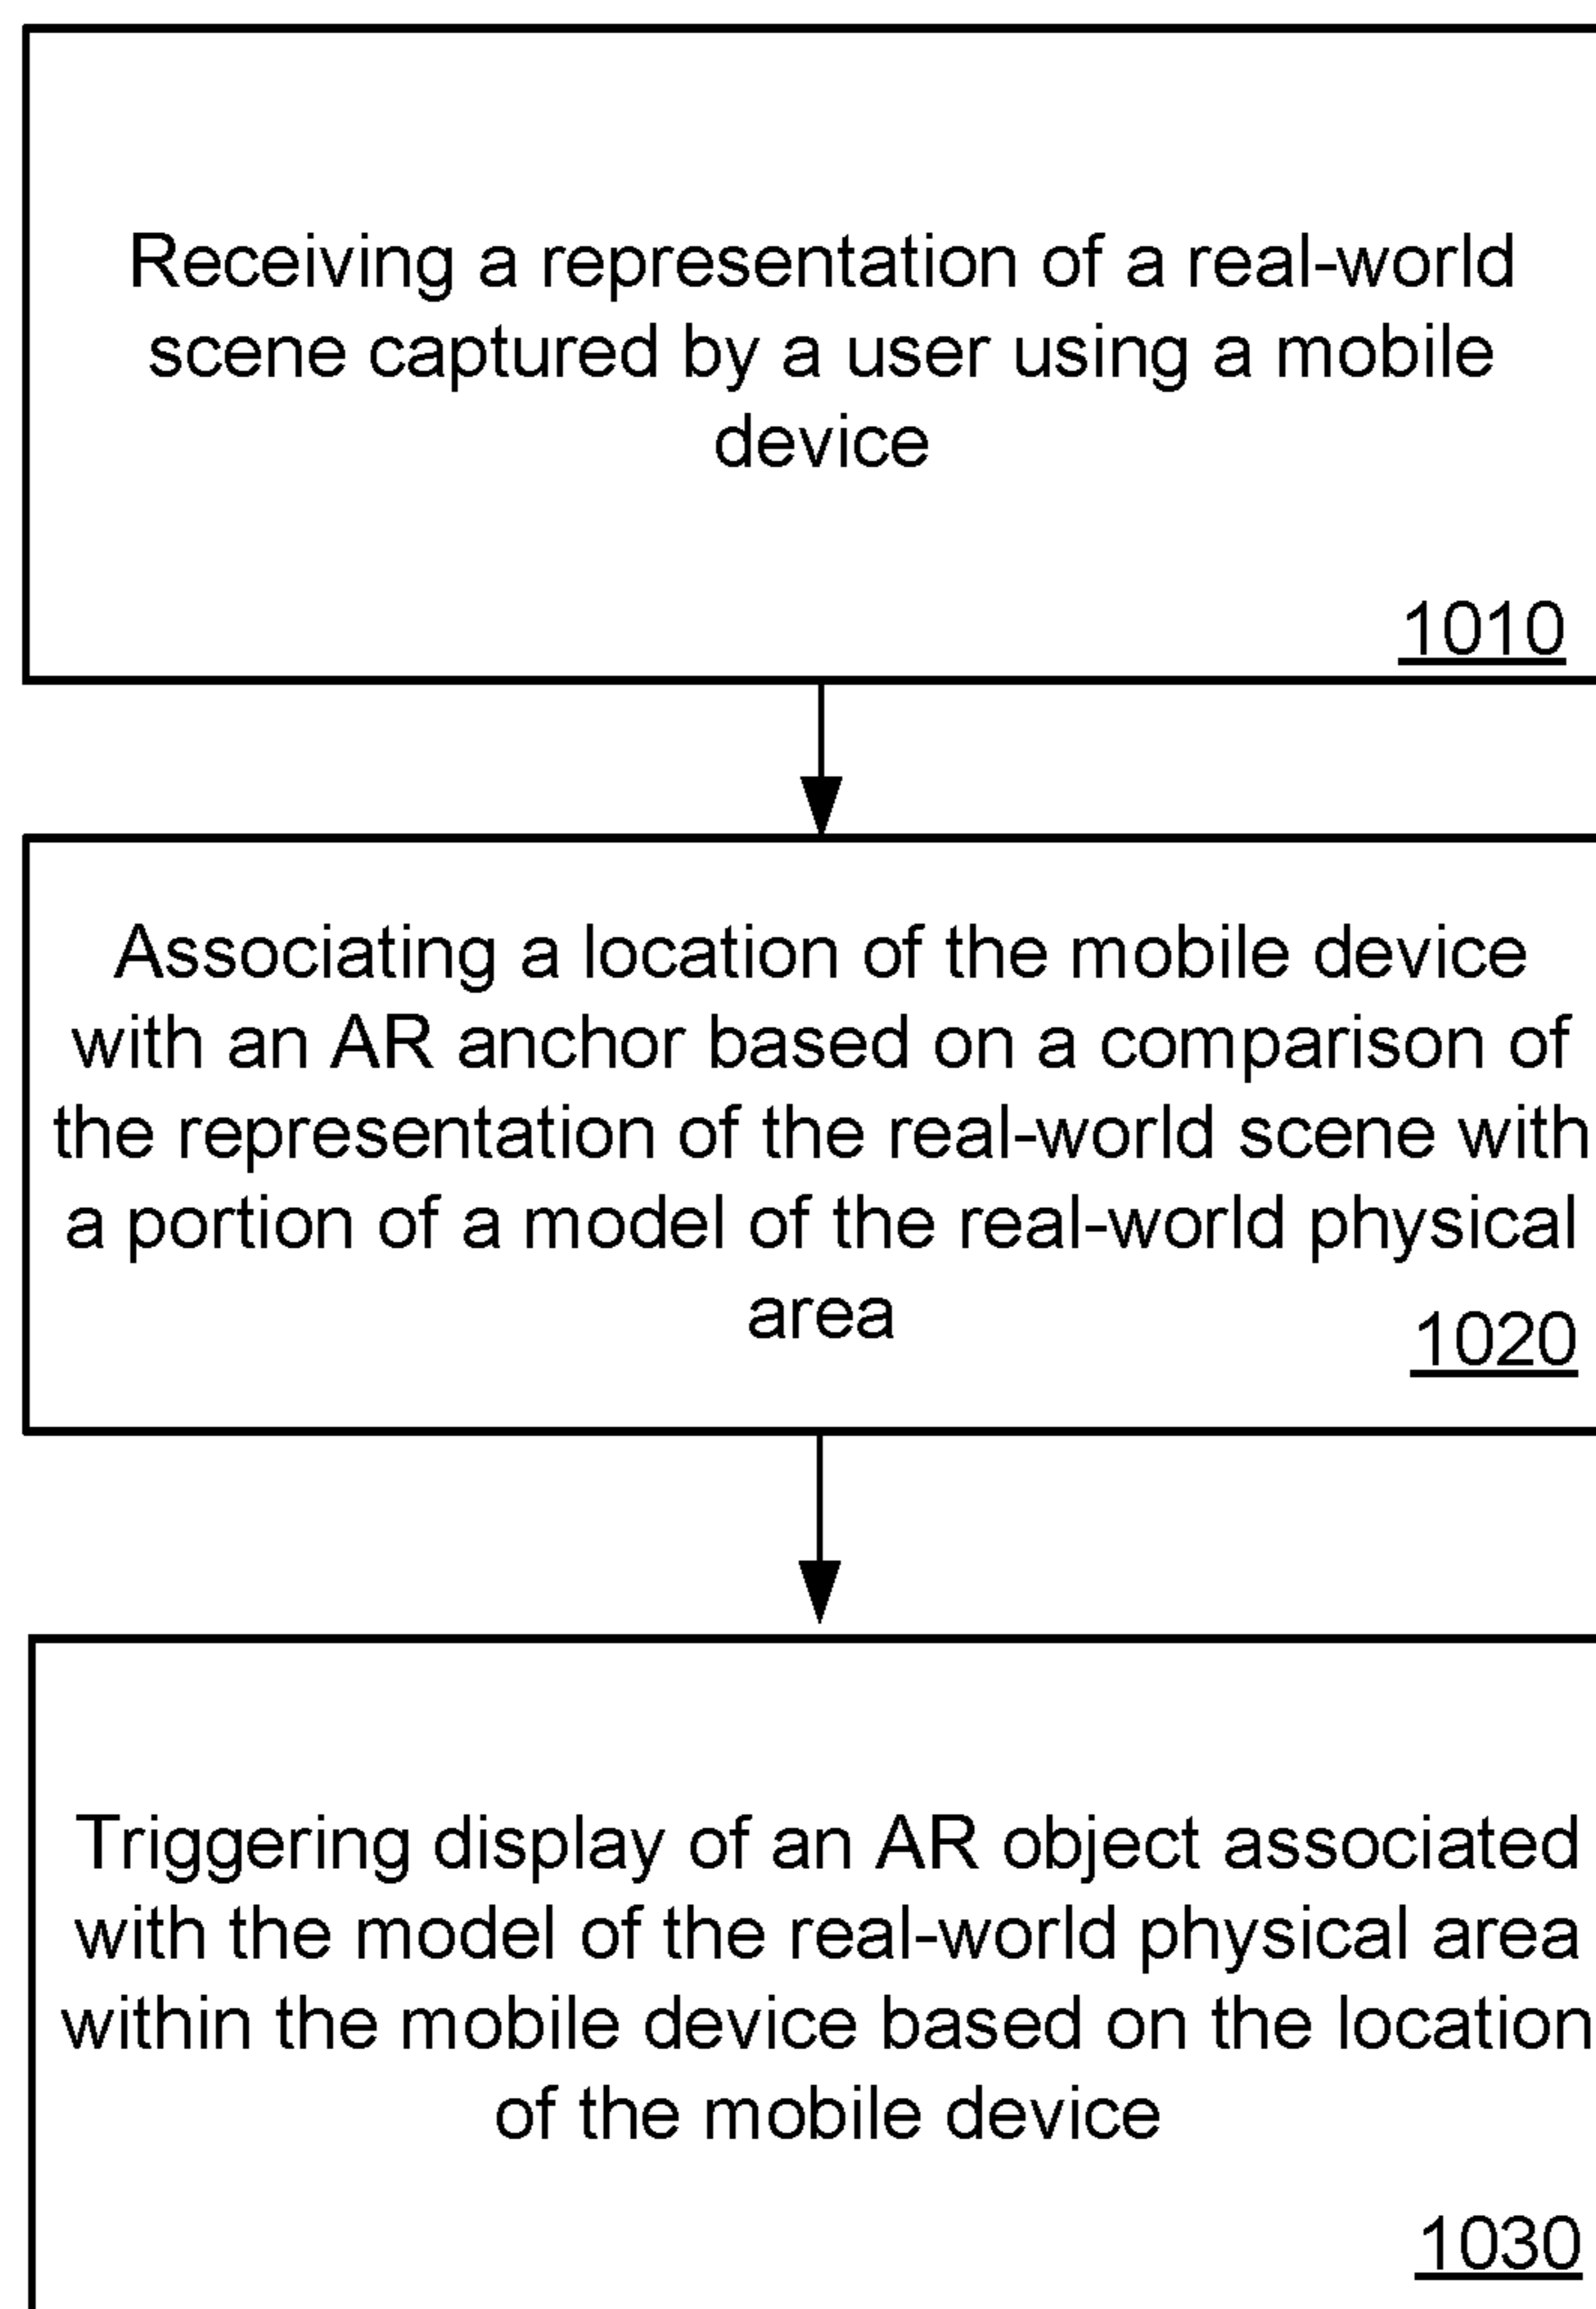 Receiving a representation of a real-world
scene captured by a user using a mobile
device
1010
Associating a location of the mobile device
with an AR anchor based on a comparison of
the representation of the real-world scene with
a portion of a model of the real-world physical
area
1020
Triggering display of an AR object associated
with the model of the real-world physical area
within the mobile device based on the location
of the mobile device
1030